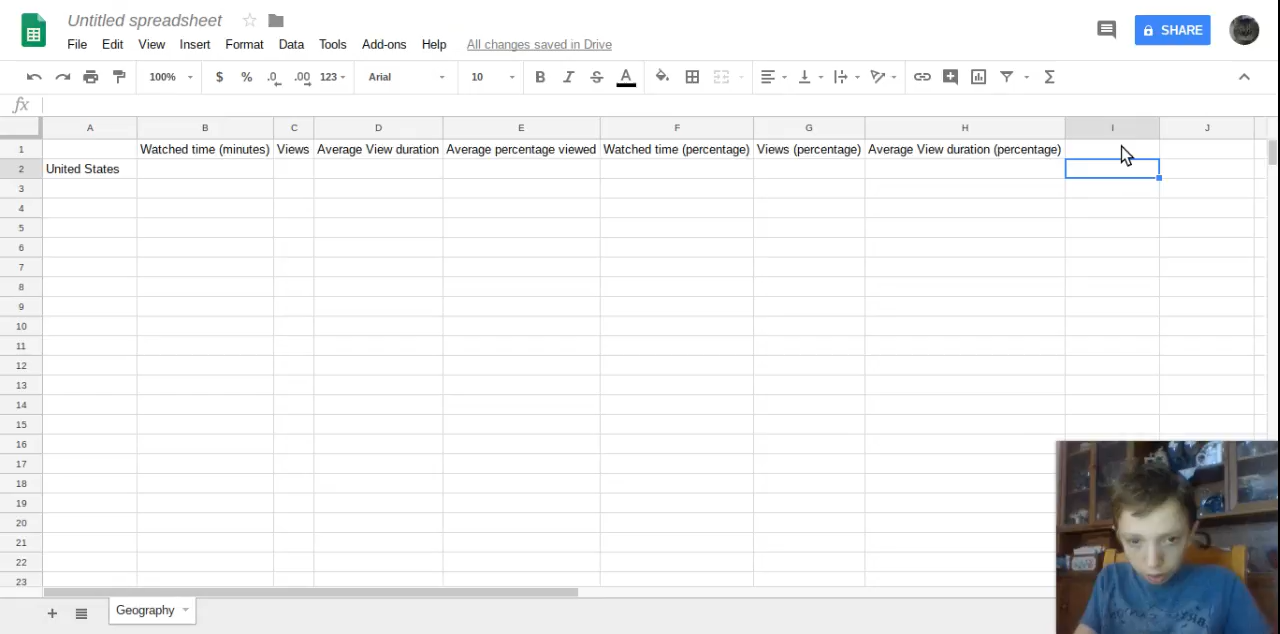 Untitled spreadsheet
File Edit View Insert Format Data Tools Add-ons Help All changes saved in Drive
SHARE
100% $ % .0 .00 123 Arial 10 B I S A Σ
fx
A B C D E F G H I J
1 Watched time (minutes) Views Average View duration Average percentage viewed Watched time (percentage) Views (percentage) Average View duration (percentage)
2 United States
3
4
5
6
7
8
9
10
11
12
13
14
15
16
17
18
19
20
21
22
23
+ Geography